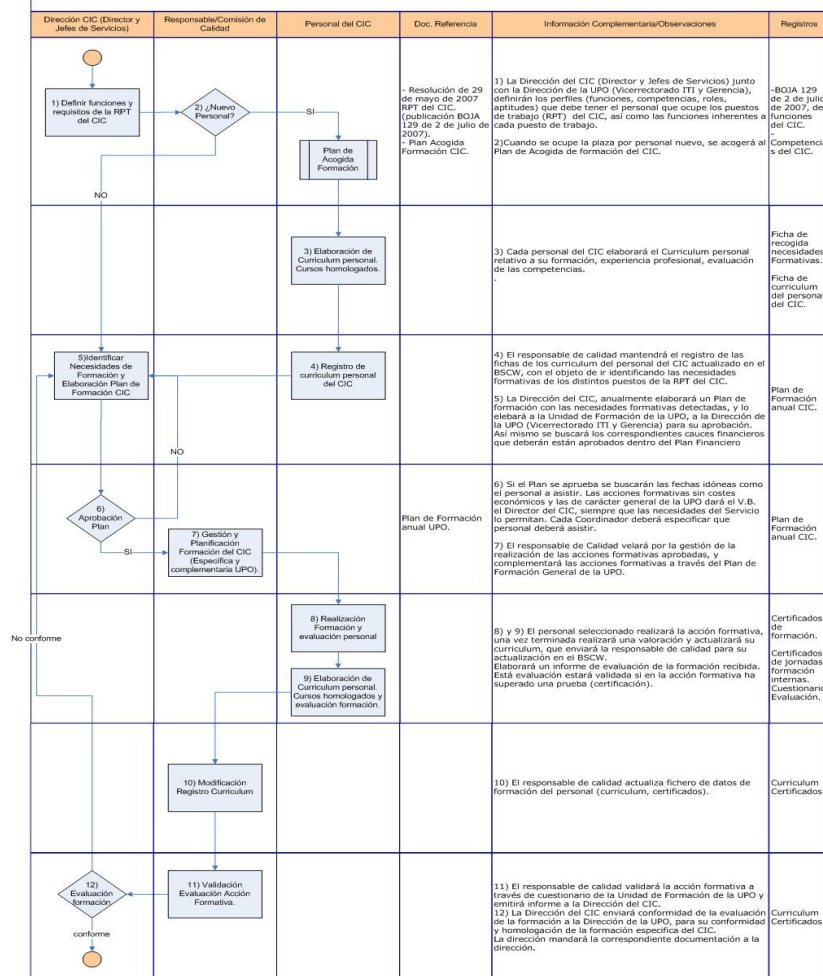 Dirección CIC (Director y
Jefes de Servicios)
Responsable/Comisión de
Calidad
Personal del CIC
Doc. Referencia
Información Complementaria/Observaciones
Registros
1) Definir funciones y
requisitos de la RPT
del CIC
2) ¿Nuevo
Personal?
SI
NO
Plan de
Acogida
Formación
- Resolución de 29
de mayo de 2007
RPT del CIC.
(publicación BOJA
129 de 2 de julio de
2007).
- Plan Acogida
Formación CIC.
1) La Dirección del CIC (Director y Jefes de Servicios) junto
con la Dirección de la UPO (Vicerrectorado ITI y Gerencia),
definirán los perfiles (funciones, competencias, roles,
aptitudes) que debe tener el personal que ocupe los puestos
de trabajo (RPT) del CIC, así como las funciones inherentes a
cada puesto de trabajo.
2)Cuando se ocupe la plaza por personal nuevo, se acogerá al
Plan de Acogida de formación del CIC.
-BOJA 129
de 2 de julio
de 2007, de
funciones
del CIC.
-
Competencia
s del CIC.
3) Elaboración de
Curriculum personal.
Cursos homologados.
3) Cada personal del CIC elaborará el Curriculum personal
relativo a su formación, experiencia profesional, evaluación
de las competencias.
.
Ficha de
recogida
necesidades
Formativas.
Ficha de
curriculum
del personal
del CIC.
5)Identificar
Necesidades de
Formación y
Elaboración Plan de
Formación CIC
4) Registro de
curriculum personal
del CIC
4) El responsable de calidad mantendrá el registro de las
fichas de los curriculum del personal del CIC actualizado en el
BSCW, con el objeto de ir identificando las necesidades
formativas de los distintos puestos de la RPT del CIC.
5) La Dirección del CIC, anualmente elaborará un Plan de
formación con las necesidades formativas detectadas, y lo
elebará a la Unidad de Formación de la UPO, a la Dirección de
la UPO (Vicerrectorado ITI y Gerencia) para su aprobación.
Así mismo se buscará los correspondientes cauces financieros
que deberán están aprobados dentro del Plan Financiero
Plan de
Formación
anual CIC.
NO
6)
Aprobación
Plan
SI
7) Gestión y
Planificación
Formación del CIC
(Específica y
complementaria UPO).
Plan de Formación
anual UPO.
6) Si el Plan se aprueba se buscarán las fechas idóneas como
el personal a asistir. Las acciones formativas sin costes
económicos y las de carácter general de la UPO dará el V.B.
el Director del CIC, siempre que las necesidades del Servicio
lo permitan. Cada Coordinador deberá especificar que
personal deberá asistir.
7) El responsable de Calidad velará por la gestión de la
realización de las acciones formativas aprobadas, y
complementará las acciones formativas a través del Plan de
Formación General de la UPO.
Plan de
Formación
anual CIC.
No conforme
8) Realización
Formación y
evaluación personal
9) Elaboración de
Curriculum personal.
Cursos homologados y
evaluación formación.
8) y 9) El personal seleccionado realizará la acción formativa,
una vez terminada realizará una valoración y actualizará su
curriculum, que enviará la responsable de calidad para su
actualización en el BSCW.
Elaborará un informe de evaluación de la formación recibida.
Está evaluación estará validada si en la acción formativa ha
superado una prueba (certificación).
Certificados
de
formación.
Certificados
de jornadas
formación
internas.
Cuestionario
Evaluación.
10) Modificación
Registro Curriculum
10) El responsable de calidad actualiza fichero de datos de
formación del personal (curriculum, certificados).
Curriculum
Certificados
12)
Evaluación
formación
conforme
11) Validación
Evaluación Acción
Formativa.
11) El responsable de calidad validará la acción formativa a
través de cuestionario de la Unidad de Formación de la UPO y
emitirá informe a la Dirección del CIC.
12) La Dirección del CIC enviará conformidad de la evaluación
de la formación a la Dirección de la UPO, para su conformidad
y homologación de la formación especifica del CIC.
La dirección mandará la correspondiente documentación a la
dirección.
Curriculum
Certificados